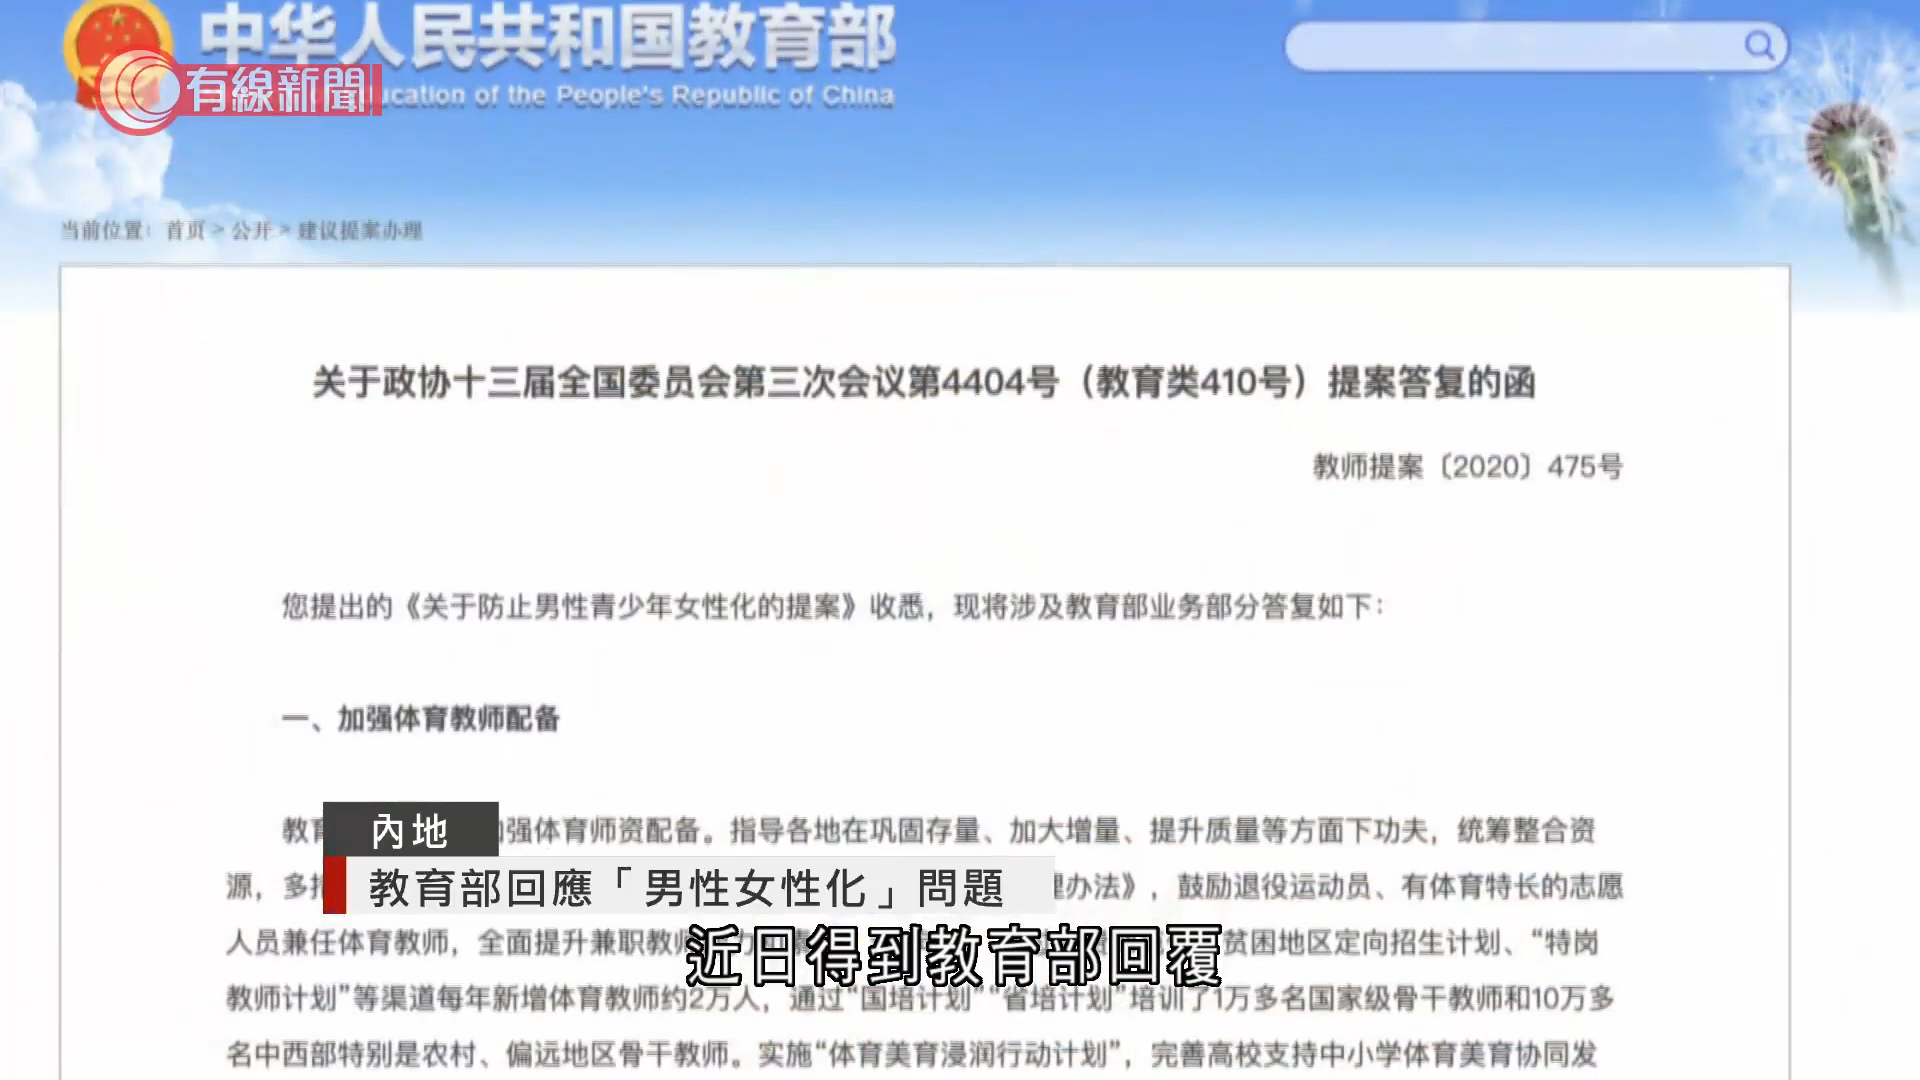 中华人民共和国教育部
有線新聞
ucation of the People's Republic of China
当前位置: 首页 > 公开 > 建议提案办理
关于政协十三届全国委员会第三次会议第4404号（教育类410号）提案答复的函
教师提案〔2020〕475号
您提出的《关于防止男性青少年女性化的提案》收悉，现将涉及教育部业务部分答复如下：
一、加强体育教师配备
教育 强体育师资配备。指导各地在巩固存量、加大增量、提升质量等方面下功夫，统筹整合资
內地
源，多 办法》，鼓励退役运动员、有体育特长的志愿
教育部回應「男性女性化」問題
人员兼任体育教师，全面提升兼职教师 贫困地区定向招生计划、“特岗
近日得到教育部回覆
教师计划”等渠道每年新增体育教师约2万人，通过“国培计划”“省培计划”培训了1万多名国家级骨干教师和10万多
名中西部特别是农村、偏远地区骨干教师。实施“体育美育浸润行动计划”，完善高校支持中小学体育美育协同发